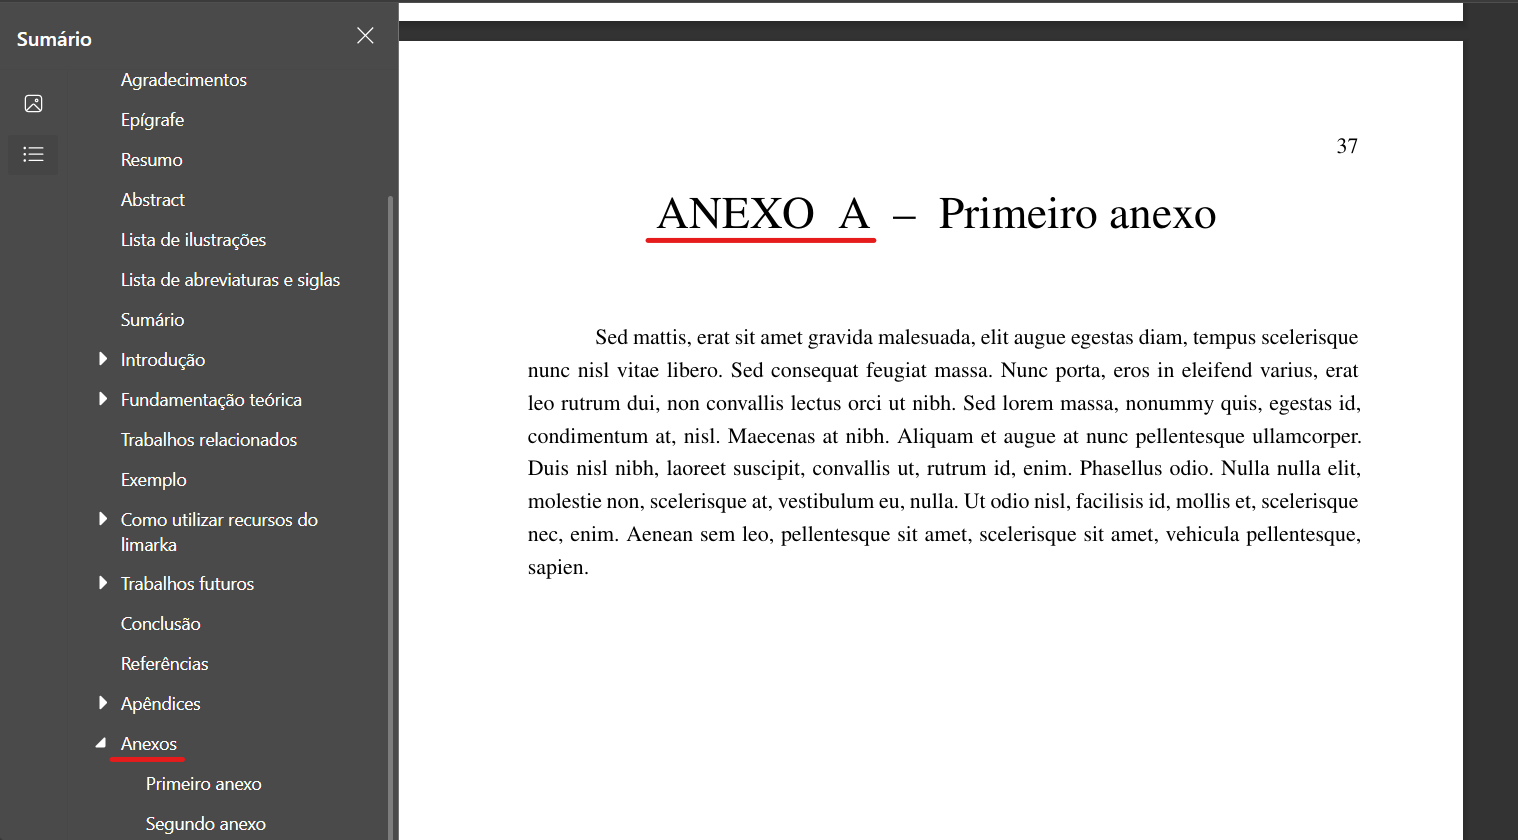 Sumário
Agradecimentos
Epígrafe
Resumo
Abstract
Lista de ilustrações
Lista de abreviaturas e siglas
Sumário
Introdução
Fundamentação teórica
Trabalhos relacionados
Exemplo
Como utilizar recursos do
limarka
Trabalhos futuros
Conclusão
Referências
Apêndices
Anexos
Primeiro anexo
Segundo anexo
37
ANEXO A – Primeiro anexo
Sed mattis, erat sit amet gravida malesuada, elit augue egestas diam, tempus scelerisque
nunc nisl vitae libero. Sed consequat feugiat massa. Nunc porta, eros in eleifend varius, erat
leo rutrum dui, non convallis lectus orci ut nibh. Sed lorem massa, nonummy quis, egestas id,
condimentum at, nisl. Maecenas at nibh. Aliquam et augue at nunc pellentesque ullamcorper.
Duis nisl nibh, laoreet suscipit, convallis ut, rutrum id, enim. Phasellus odio. Nulla nulla elit,
molestie non, scelerisque at, vestibulum eu, nulla. Ut odio nisl, facilisis id, mollis et, scelerisque
nec, enim. Aenean sem leo, pellentesque sit amet, scelerisque sit amet, vehicula pellentesque,
sapien.